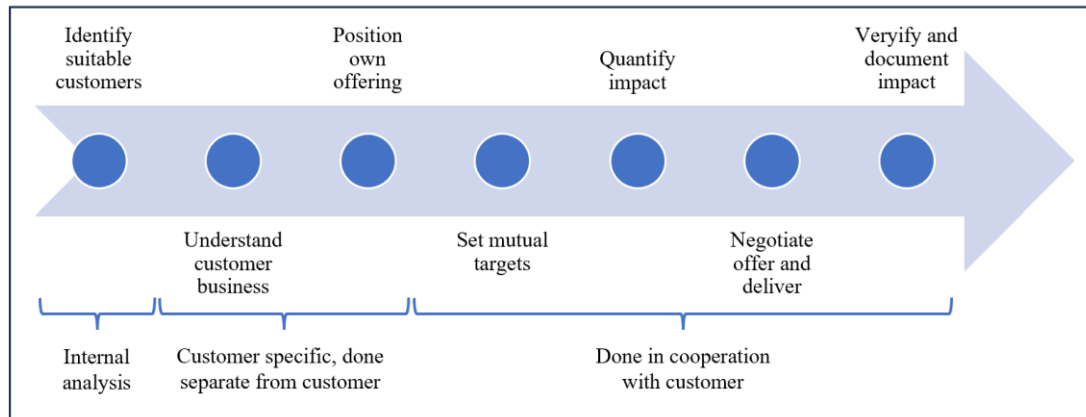 Identify
suitable
customers
Position
own
offering
Quantify
impact
Veryify and
document
impact
Understand
customer
business
Set mutual
targets
Negotiate
offer and
deliver
Internal
analysis
Customer specific, done
separate from customer
Done in cooperation
with customer